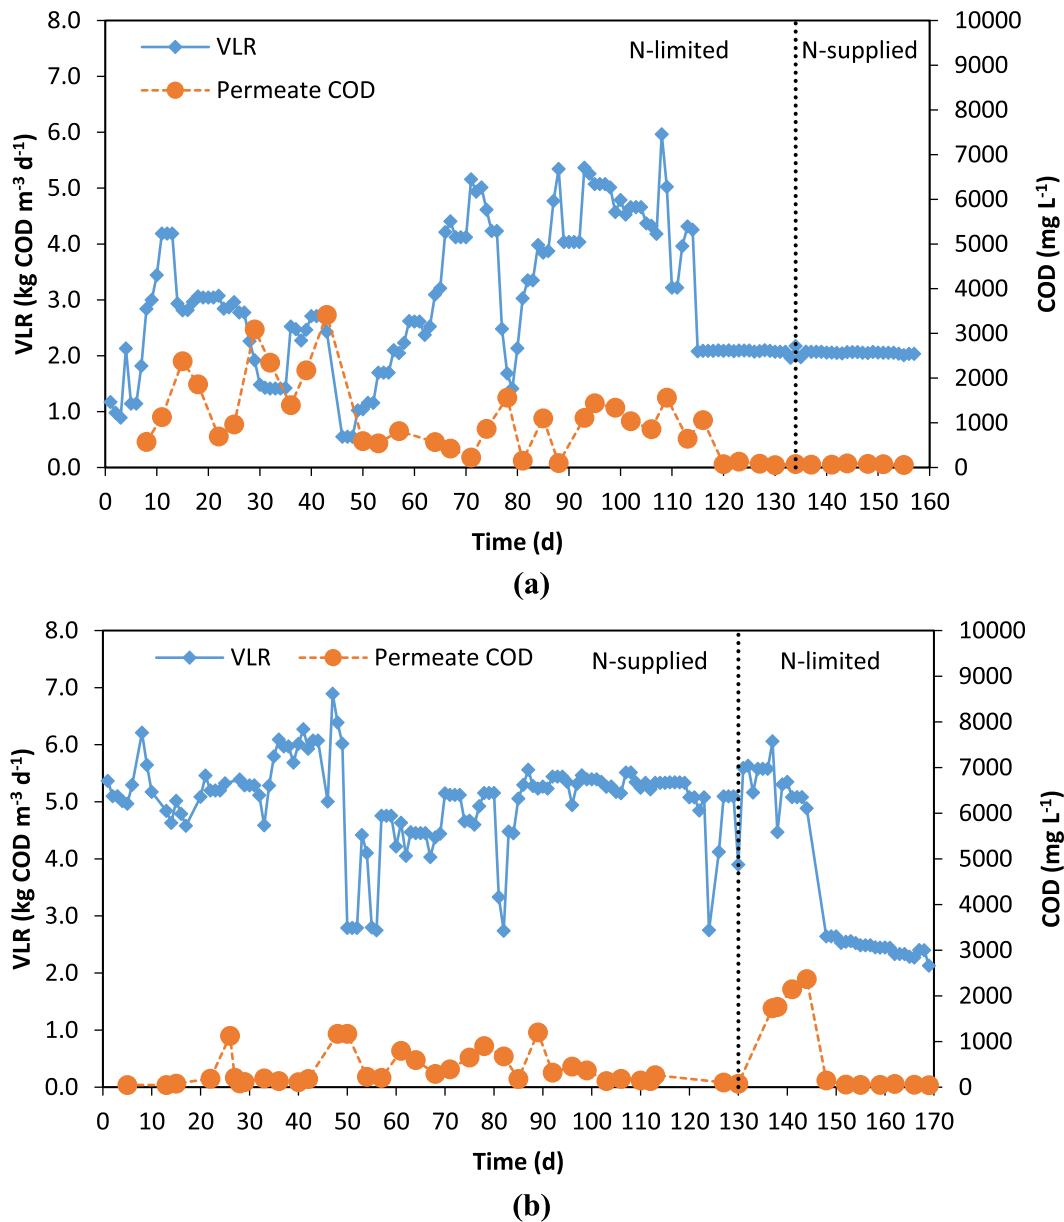 8.0 10000
VLR N-limited N-supplied
7.0 9000
Permeate COD
6.0 8000
5.0 7000
4.0 6000
3.0 5000
2.0 4000
1.0 3000
0.0 2000
1000
0
VLR (kg COD m⁻³ d⁻¹)
COD (mg L⁻¹)
0 10 20 30 40 50 60 70 80 90 100 110 120 130 140 150 160
Time (d)
(a)
8.0 10000
VLR Permeate COD N-supplied N-limited
7.0 9000
6.0 8000
5.0 7000
4.0 6000
3.0 5000
2.0 4000
1.0 3000
0.0 2000
1000
0
VLR (kg COD m⁻³ d⁻¹)
COD (mg L⁻¹)
0 10 20 30 40 50 60 70 80 90 100 110 120 130 140 150 160 170
Time (d)
(b)